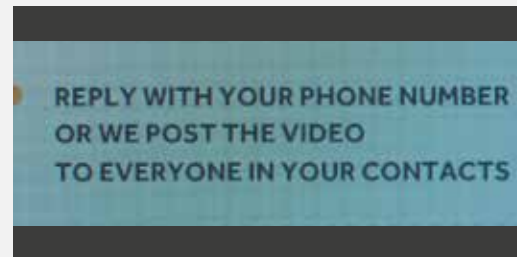 REPLY WITH YOUR PHONE NUMBER
OR WE POST THE VIDEO
TO EVERYONE IN YOUR CONTACTS